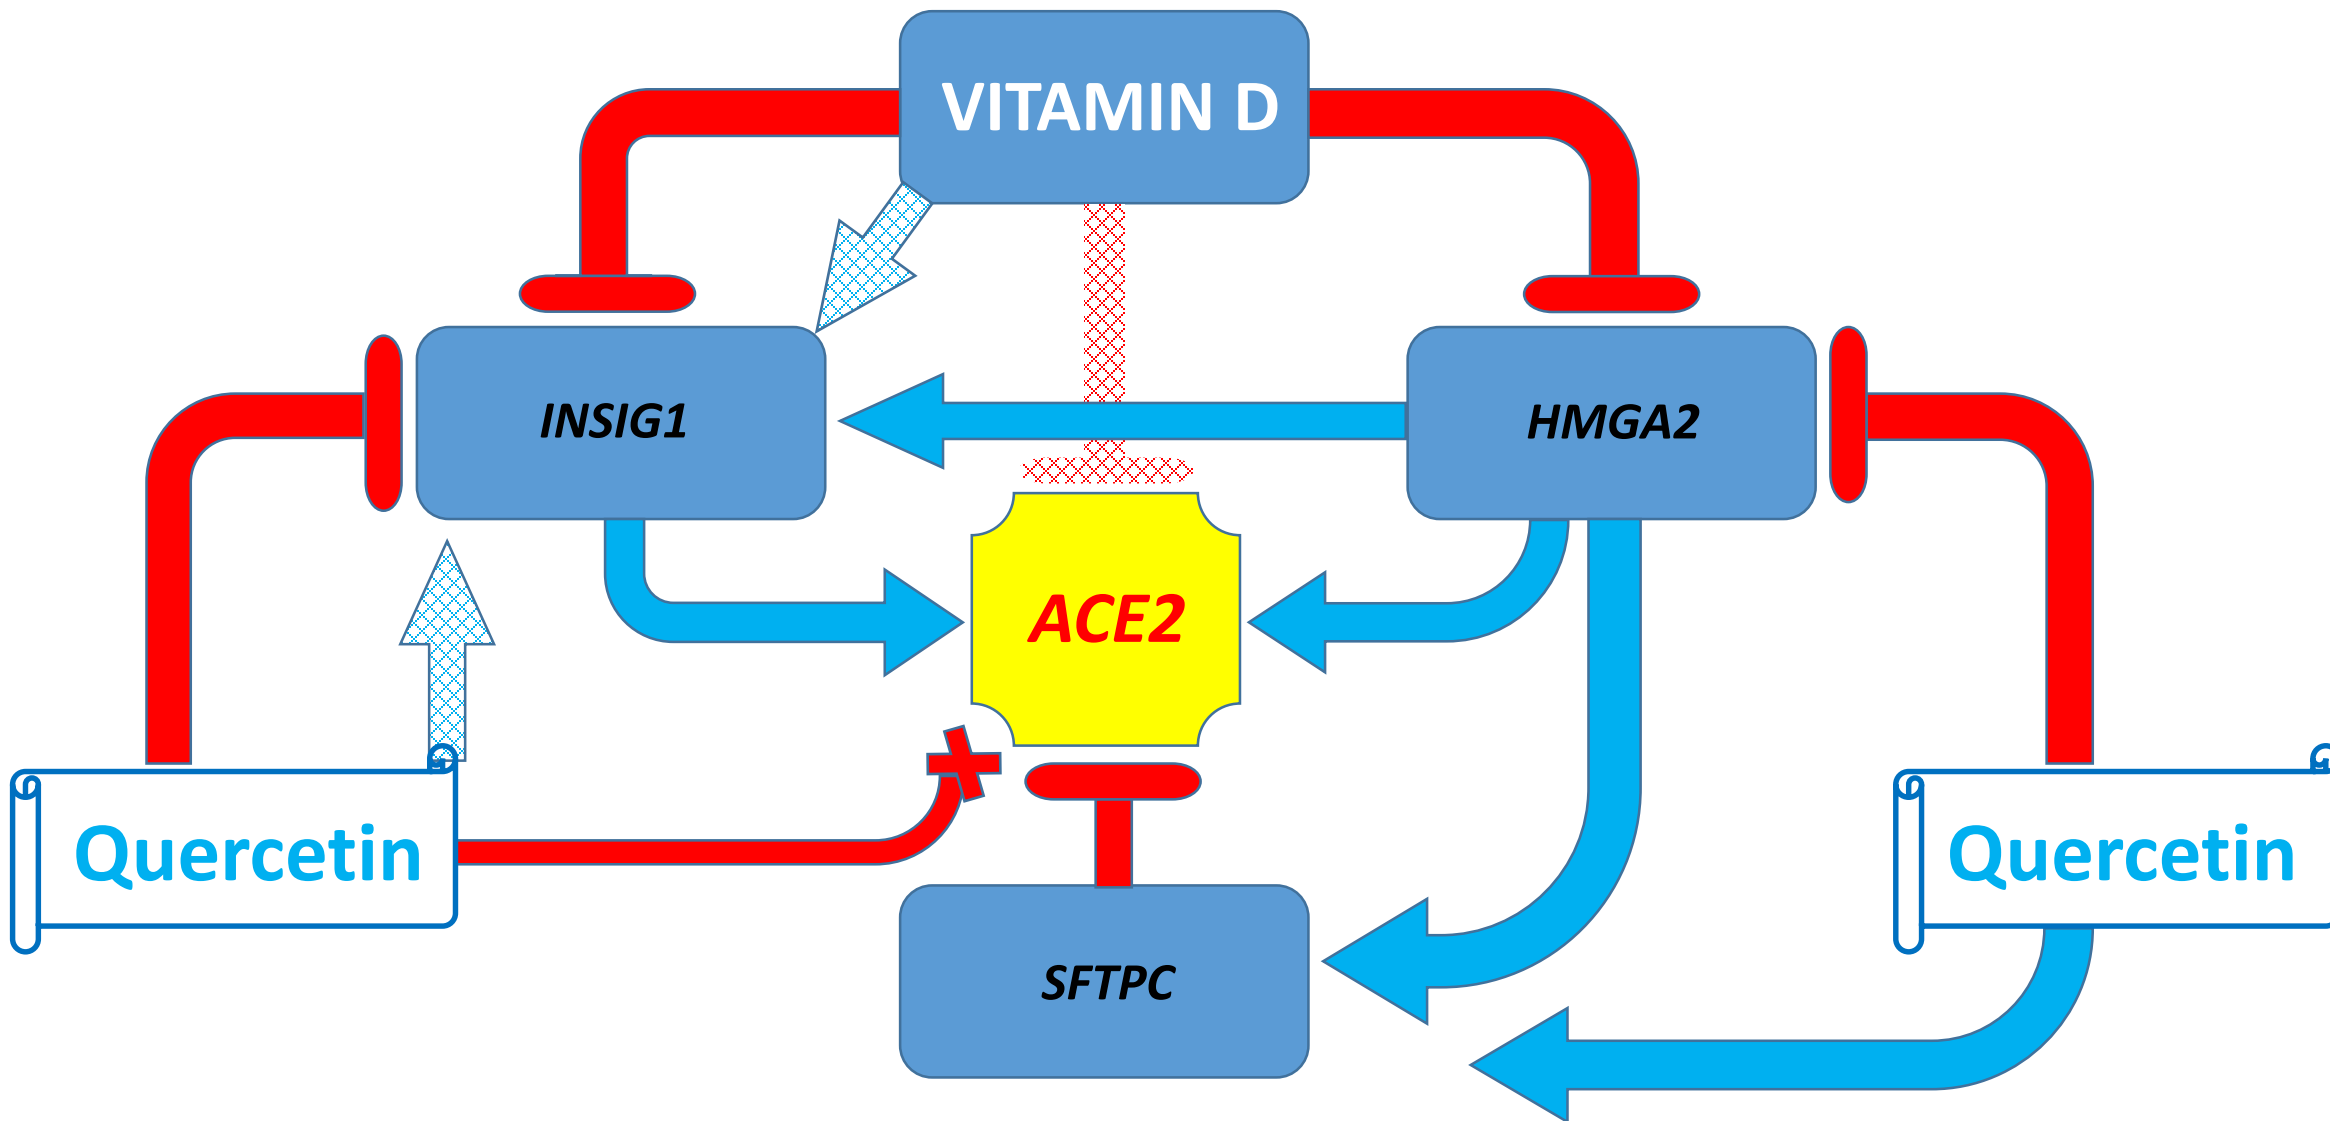 VITAMIN D
INSIG1
HMGA2
ACE2
Quercetin
Quercetin
SFTPC